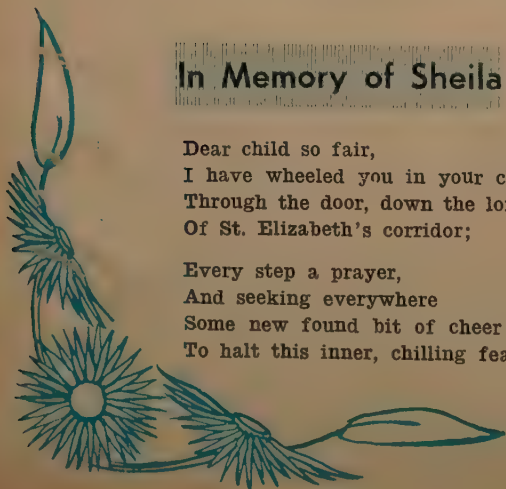 In Memory of Sheila
Dear child so fair,
I have wheeled you in your
Through the door, down the
Of St. Elizabeth's corridor;
Every step a prayer,
And seeking everywhere
Some new found bit of cheer
To halt this inner, chilling